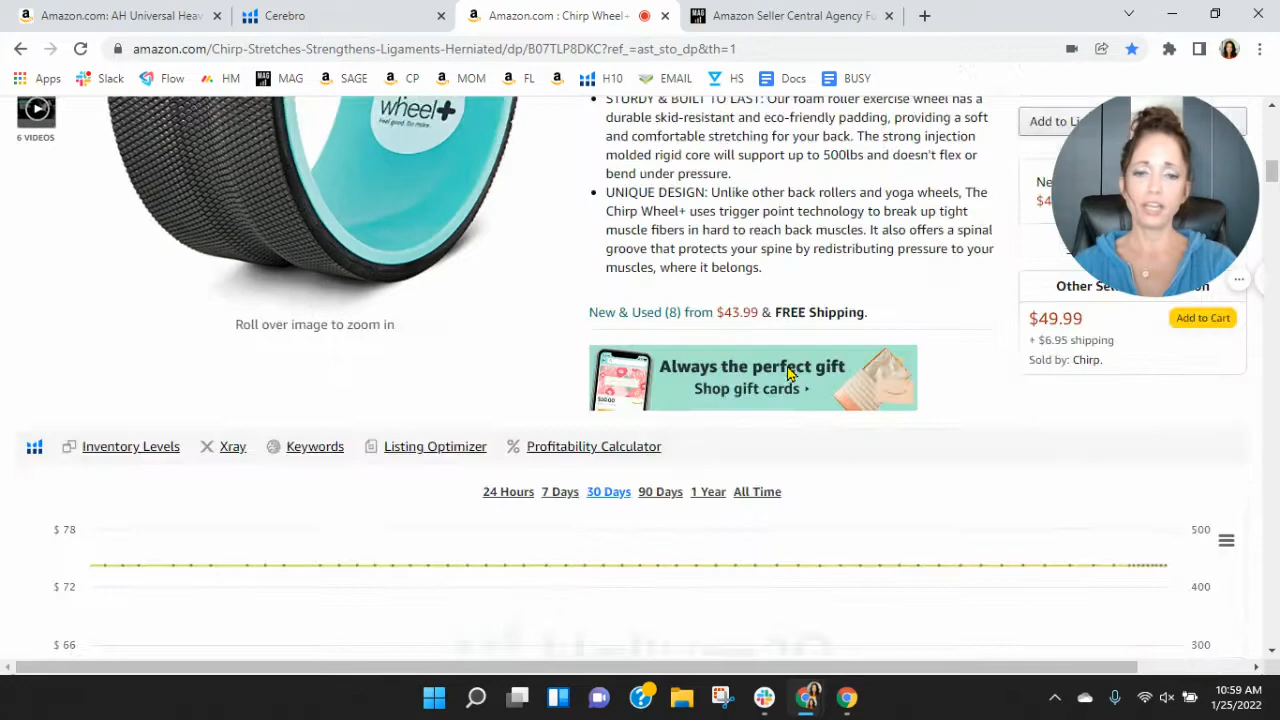 Amazon.com: AH Universal Heav
Cerebro
Amazon.com : Chirp Wheel+
Amazon Seller Central Agency Fu
amazon.com/Chirp-Stretches-Strengthens-Ligaments-Herniated/dp/B07TLP8DKC?ref_=ast_sto_dp&th=1
Apps Slack Flow HM MAG SAGE CP MOM FL H10 EMAIL HS Docs BUSY
6 VIDEOS
wheel+
Feel good. Do more.
Roll over image to zoom in
• STURDY & BUILT TO LAST: Our foam roller exercise wheel has a
durable skid-resistant and eco-friendly padding, providing a soft
and comfortable stretching for your back. The strong injection
molded rigid core will support up to 500lbs and doesn't flex or
bend under pressure.
• UNIQUE DESIGN: Unlike other back rollers and yoga wheels, The
Chirp Wheel+ uses trigger point technology to break up tight
muscle fibers in hard to reach back muscles. It also offers a spinal
groove that protects your spine by redistributing pressure to your
muscles, where it belongs.
New & Used (8) from $43.99 & FREE Shipping.
Always the perfect gift
Shop gift cards
Add to Li
Ne
$4
Other Se
on
$49.99
Add to Cart
+ $6.95 shipping
Sold by: Chirp.
Inventory Levels Xray Keywords Listing Optimizer Profitability Calculator
24 Hours 7 Days 30 Days 90 Days 1 Year All Time
$ 78
500
$ 72
400
$ 66
300
10:59 AM
1/25/2022